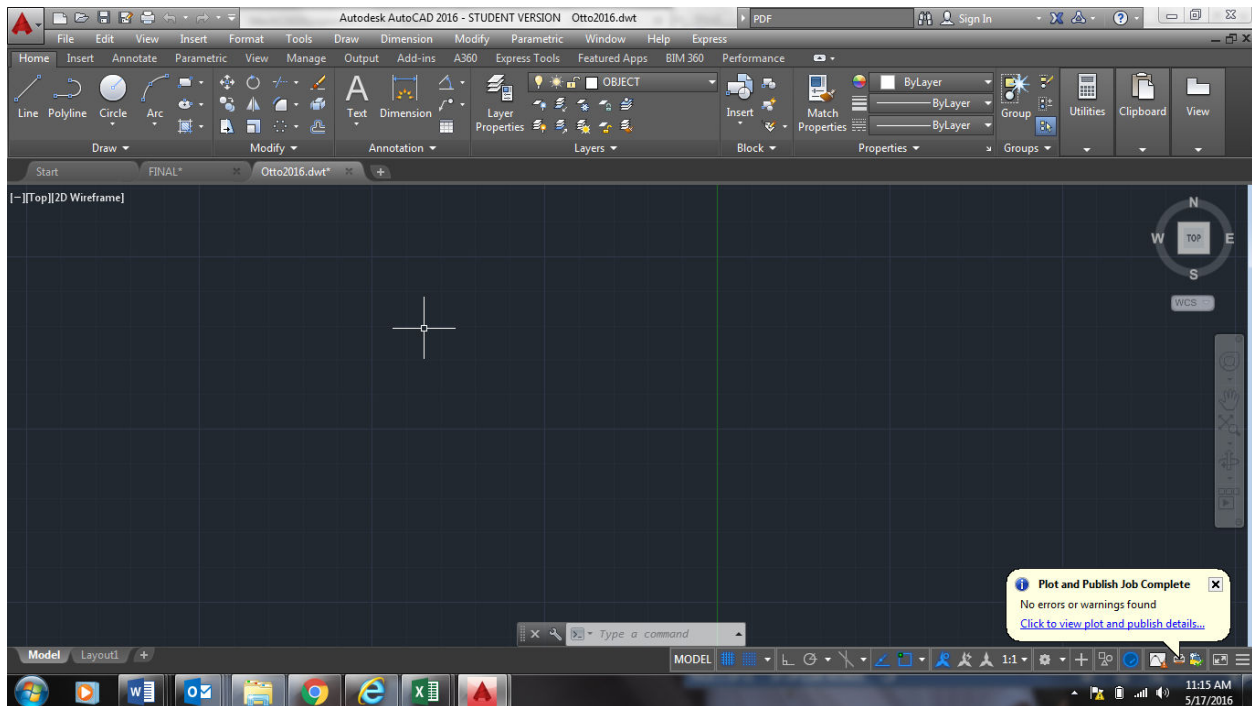 Autodesk AutoCAD 2016 - STUDENT VERSION Otto2016.dwt PDF Sign In
File Edit View Insert Format Tools Draw Dimension Modify Parametric Window Help Express
Home Insert Annotate Parametric View Manage Output Add-ins A360 Express Tools Featured Apps BIM 360 Performance
OBJECT ByLayer
ByLayer
Line Polyline Circle Arc Text Dimension Layer Properties Insert Match Properties Group Utilities Clipboard View
ByLayer
Draw Modify Annotation Layers Block Properties Groups
Start FINAL* Otto2016.dwt* +
[−][Top][2D Wireframe]
N
W TOP E
S
WCS
Plot and Publish Job Complete
No errors or warnings found
Click to view plot and publish details...
Type a command
Model Layout1 +
MODEL 1:1
11:15 AM
5/17/2016